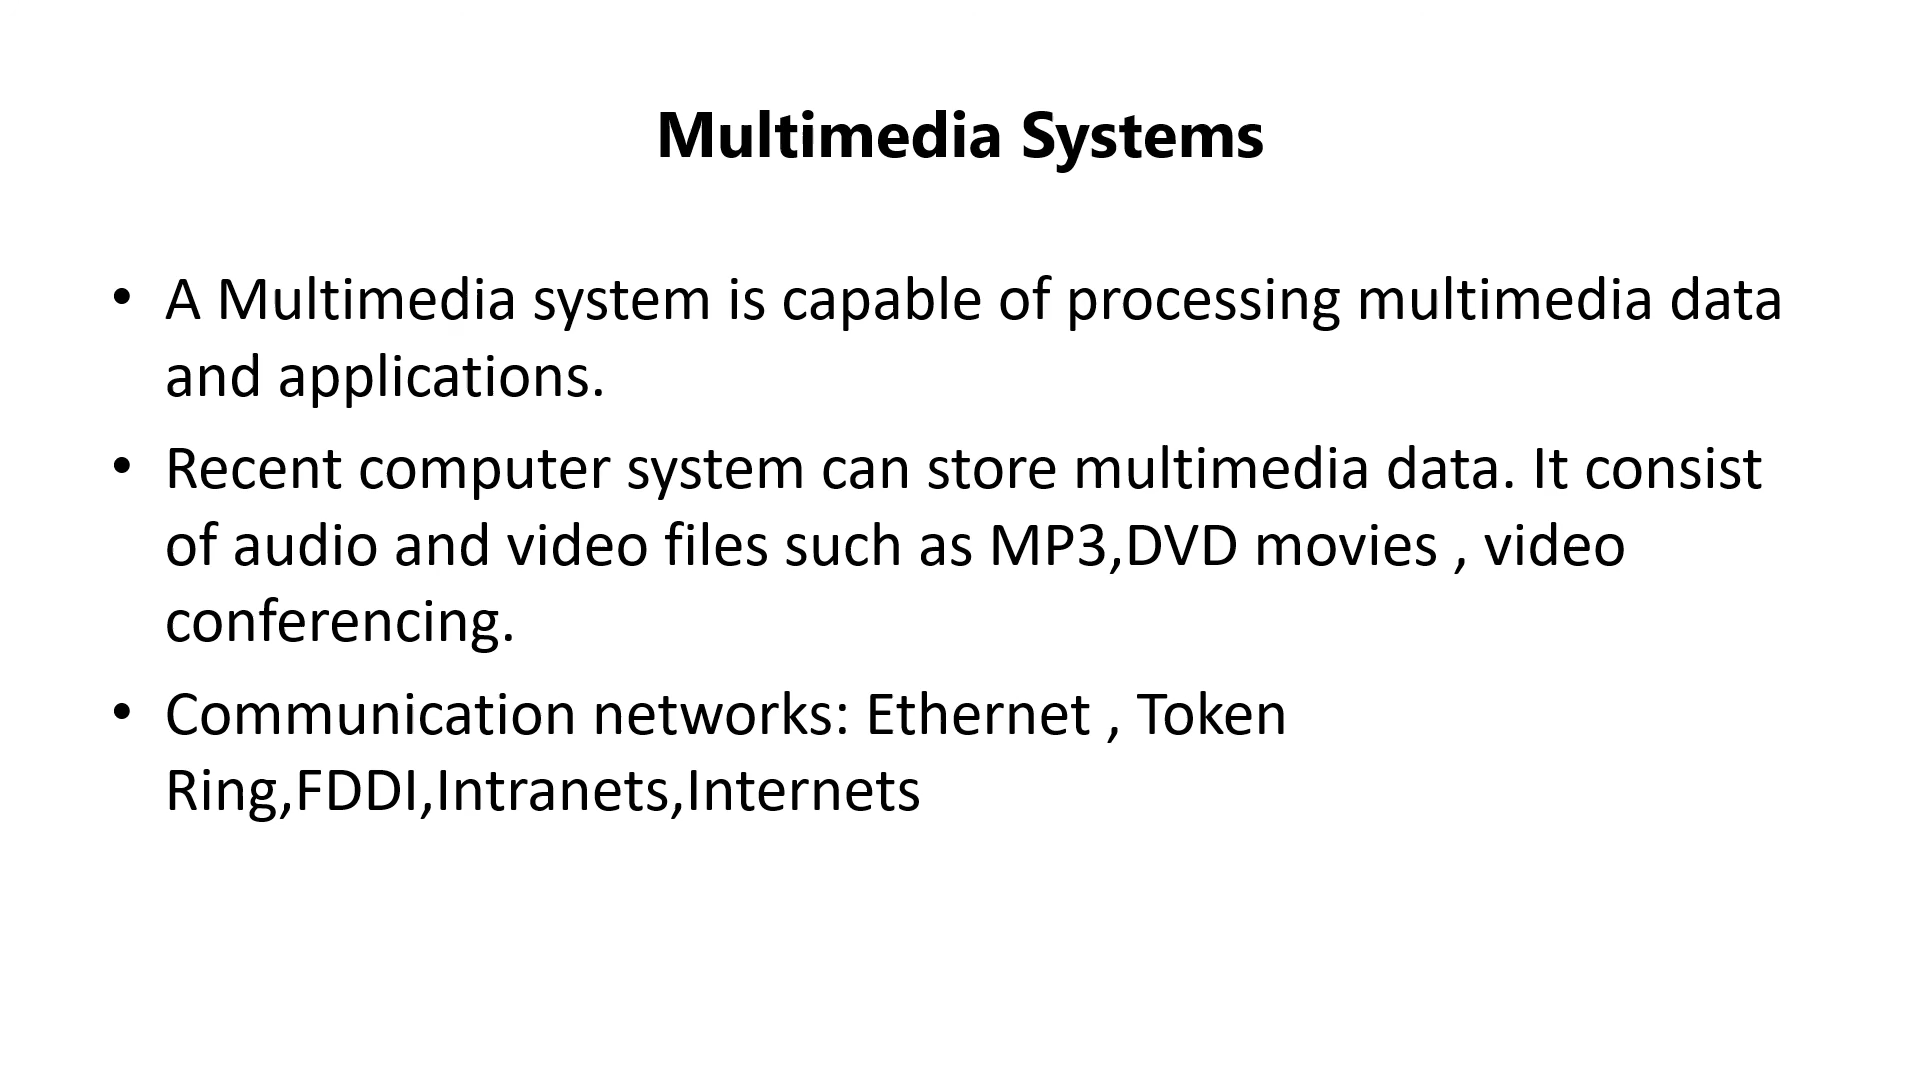 Multimedia Systems
• A Multimedia system is capable of processing multimedia data
and applications.
• Recent computer system can store multimedia data. It consist
of audio and video files such as MP3,DVD movies , video
conferencing.
• Communication networks: Ethernet , Token
Ring,FDDI,Intranets,Internets